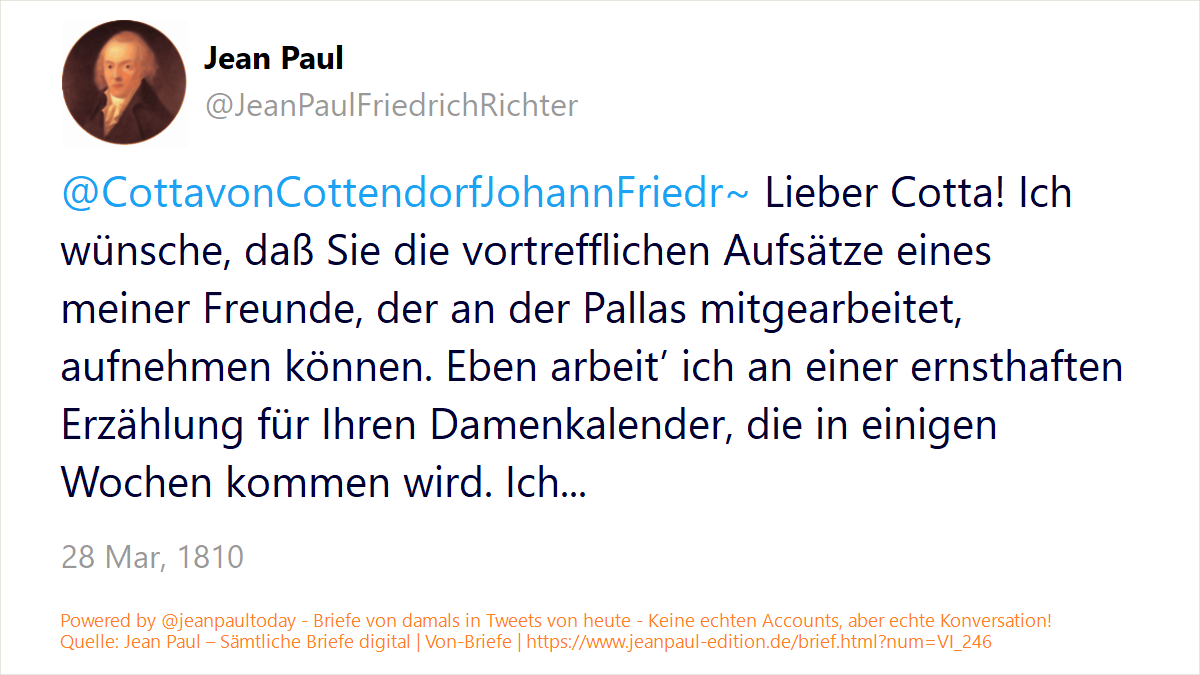 Jean Paul
@JeanPaulFriedrichRichter
@CottavonCottendorfJohannFriedr~ Lieber Cotta! Ich
wünsche, daß Sie die vortrefflichen Aufsätze eines
meiner Freunde, der an der Pallas mitgearbeitet,
aufnehmen können. Eben arbeit’ ich an einer ernsthaften
Erzählung für Ihren Damenkalender, die in einigen
Wochen kommen wird. Ich...
28 Mar, 1810
Powered by @jeanpaultoday - Briefe von damals in Tweets von heute - Keine echten Accounts, aber echte Konversation!
Quelle: Jean Paul – Sämtliche Briefe digital | Von-Briefe | https://www.jeanpaul-edition.de/brief.html?num=VI_246